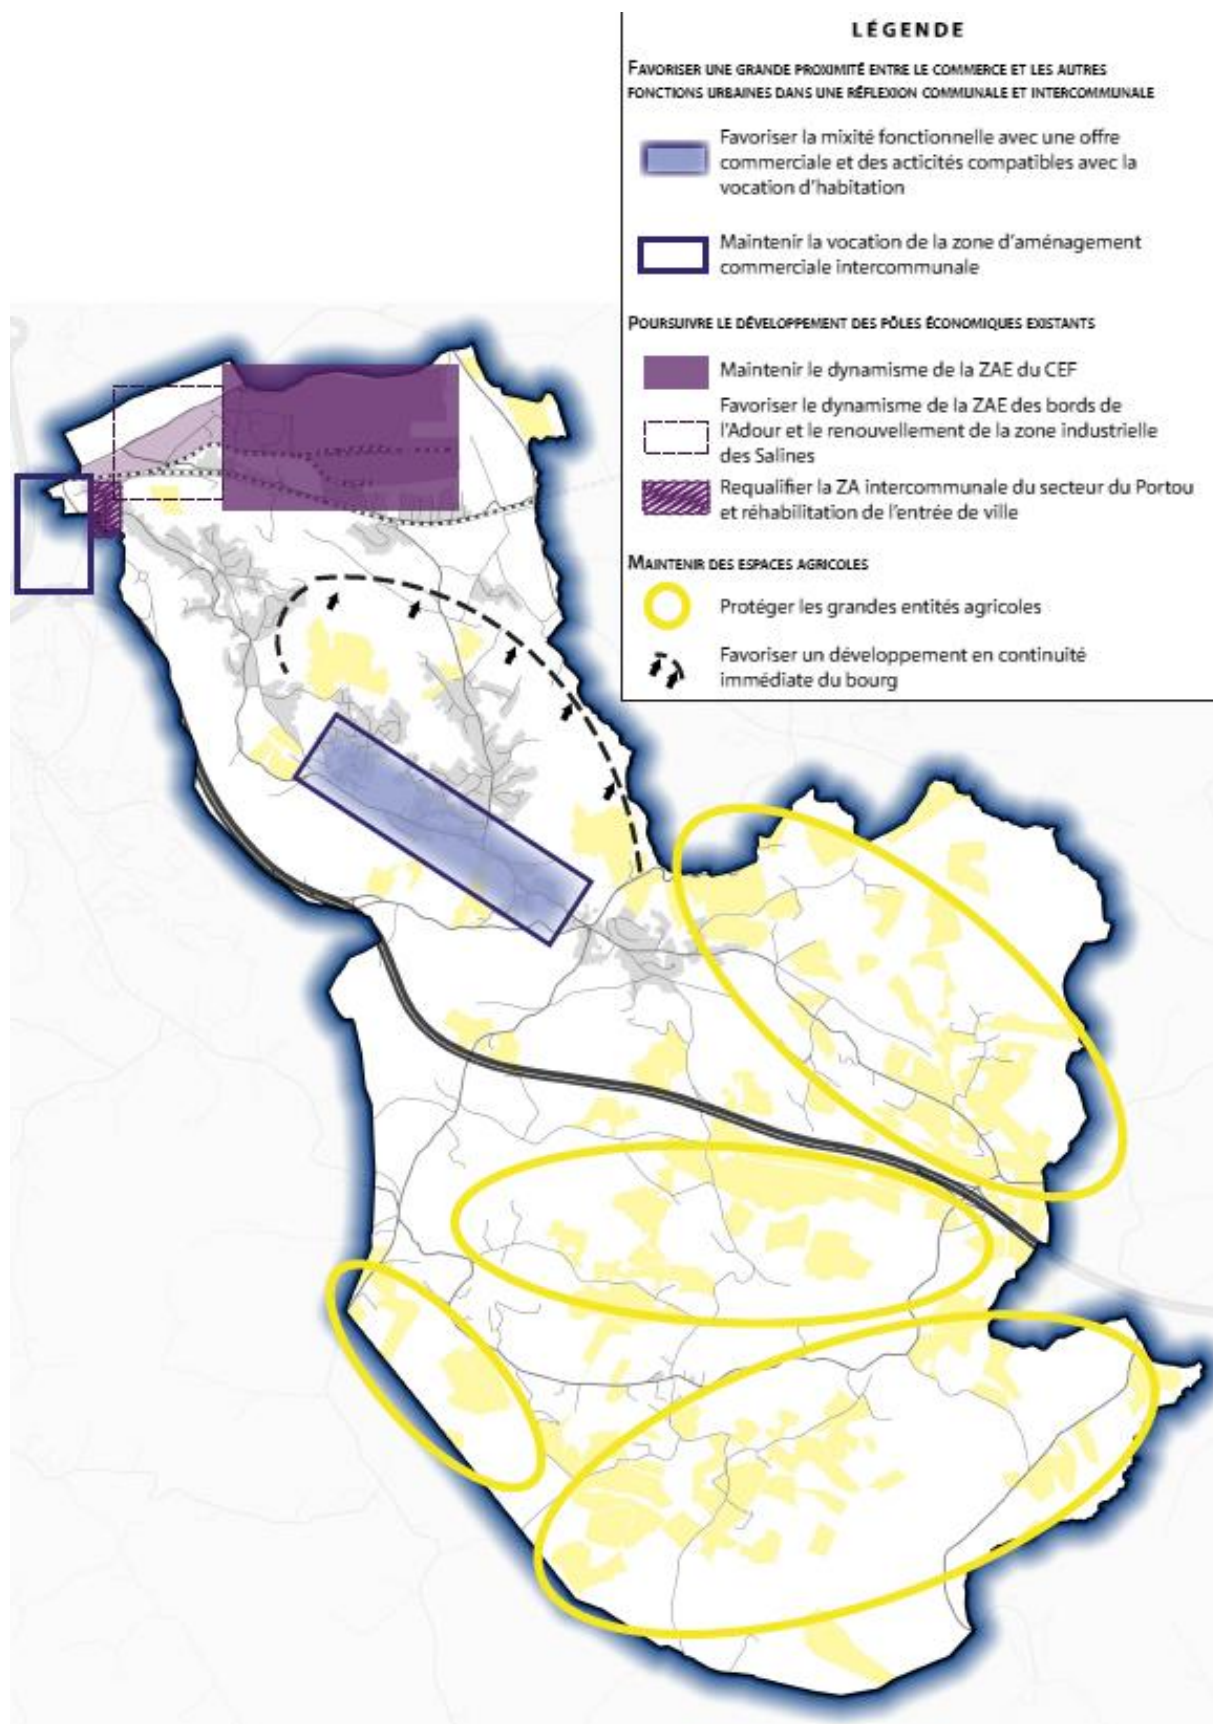 LÉGENDE
FAVORISER UNE GRANDE PROXIMITÉ ENTRE LE COMMERCE ET LES AUTRES
FONCTIONS URBAINES DANS UNE RÉFLEXION COMMUNALE ET INTERCOMMUNALE
Favoriser la mixité fonctionnelle avec une offre
commerciale et des acticités compatibles avec la
vocation d'habitation
Maintenir la vocation de la zone d'aménagement
commerciale intercommunale
POURSUIVRE LE DÉVELOPPEMENT DES PÔLES ÉCONOMIQUES EXISTANTS
Maintenir le dynamisme de la ZAE du CEF
Favoriser le dynamisme de la ZAE des bords de
l'Adour et le renouvellement de la zone industrielle
des Salines
Requalifier la ZA intercommunale du secteur du Portou
et réhabilitation de l'entrée de ville
MAINTENIR DES ESPACES AGRICOLES
Protéger les grandes entités agricoles
Favoriser un développement en continuité
immédiate du bourg